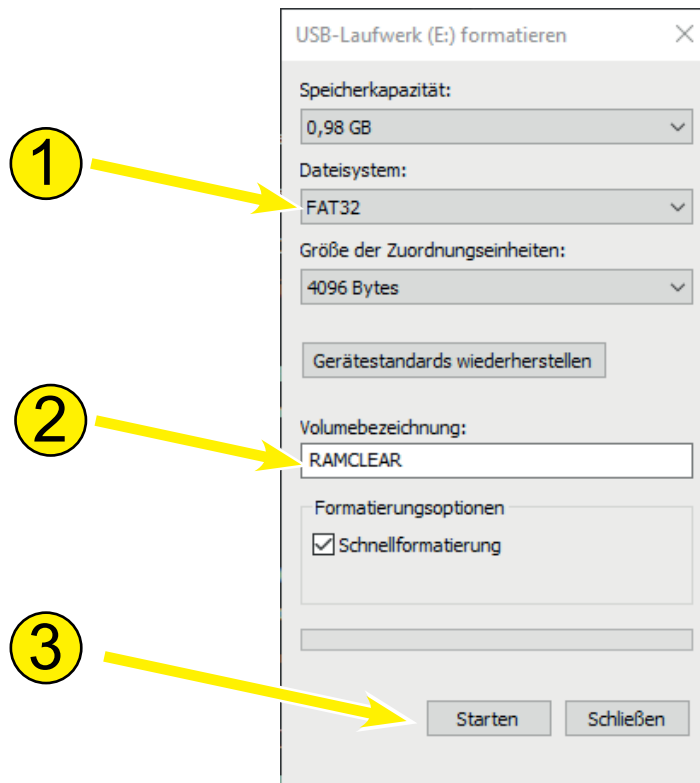 USB-Laufwerk (E:) formatieren
Speicherkapazität:
0,98 GB
1
Dateisystem:
FAT32
Größe der Zuordnungseinheiten:
4096 Bytes
Gerätestandards wiederherstellen
2
Volumebezeichnung:
RAMCLEAR
Formatierungsoptionen
Schnellformatierung
3
Starten Schließen